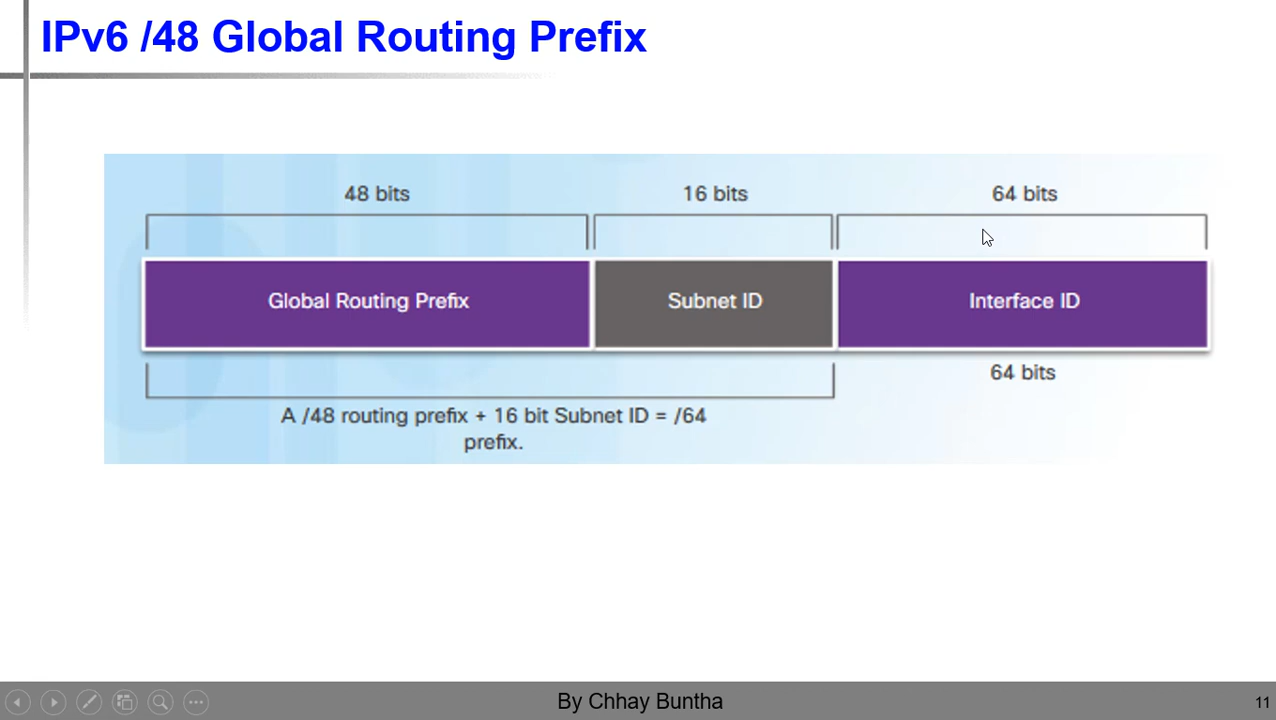 IPv6 /48 Global Routing Prefix
48 bits
16 bits
64 bits
Global Routing Prefix
Subnet ID
Interface ID
64 bits
A /48 routing prefix + 16 bit Subnet ID = /64
prefix.
By Chhay Buntha
11